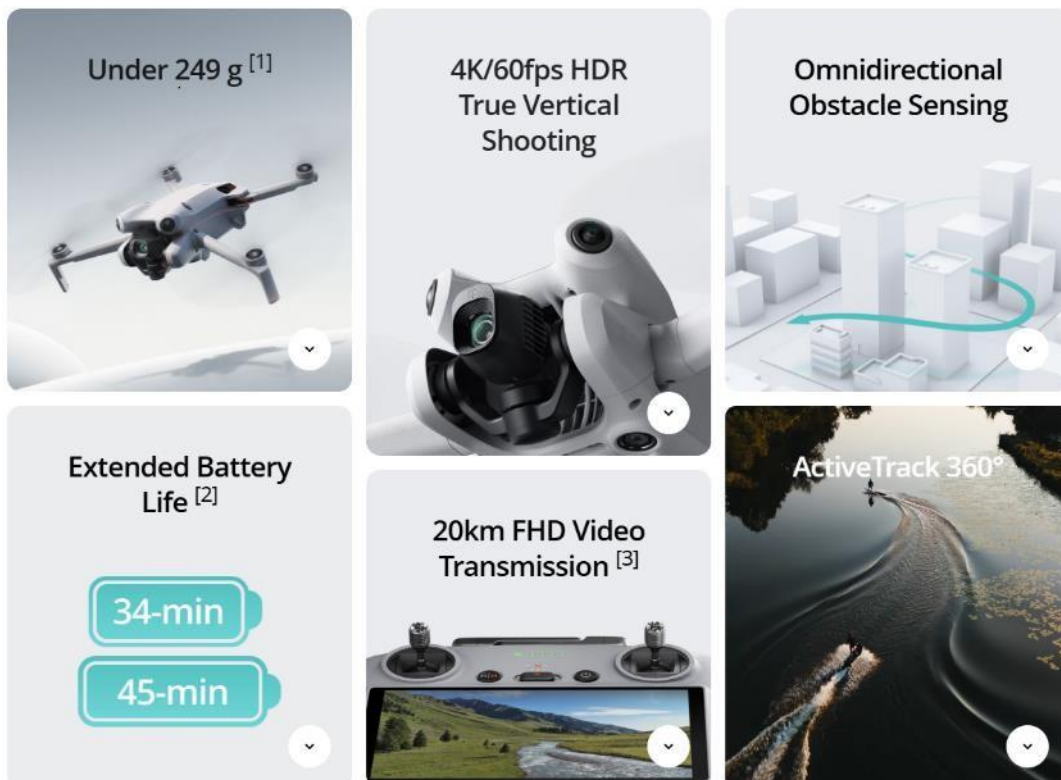 Under 249 g [1]
4K/60fps HDR
True Vertical
Shooting
Omnidirectional
Obstacle Sensing
Extended Battery
Life [2]
34-min
45-min
20km FHD Video
Transmission [3]
ActiveTrack 360°